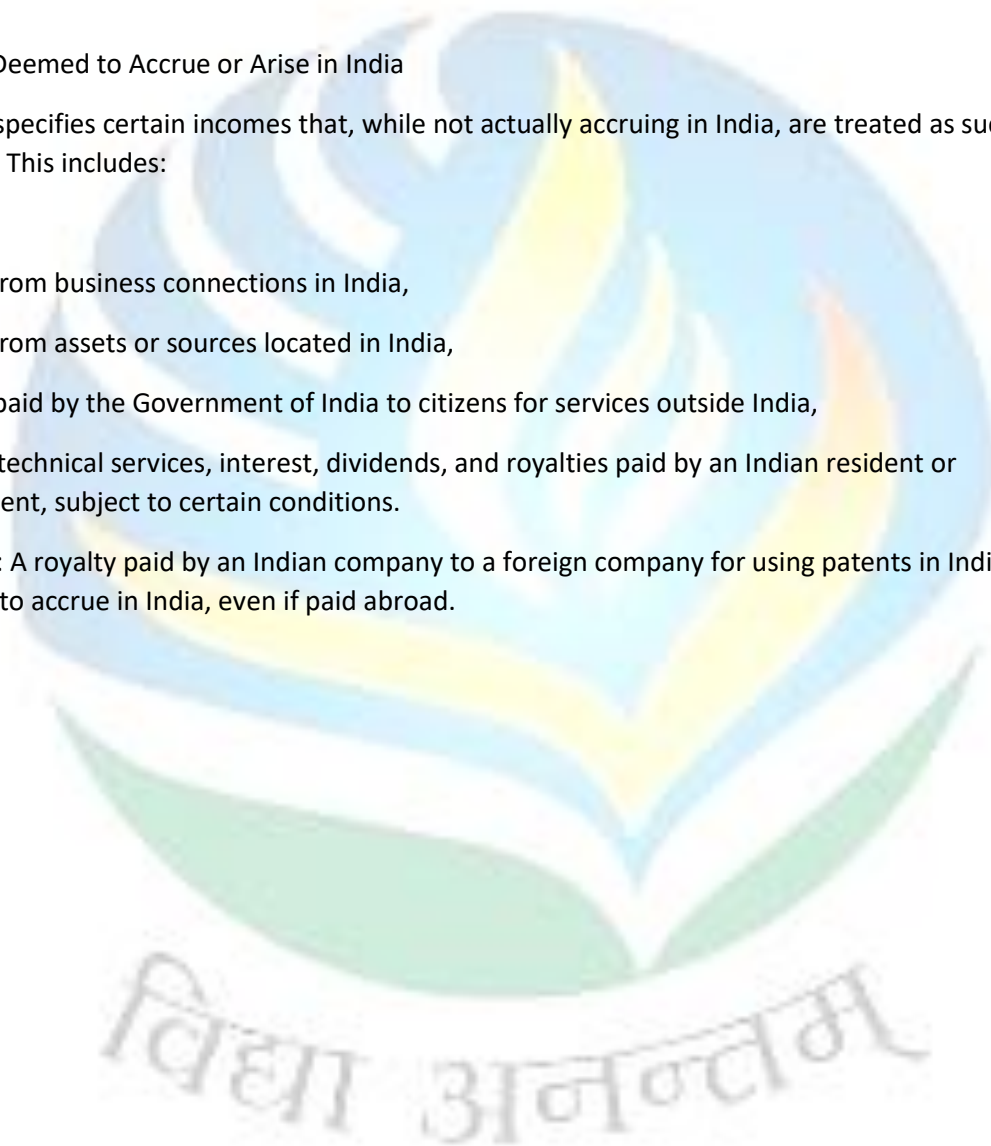 Deemed to Accrue or Arise in India
specifies certain incomes that, while not actually accruing in India, are treated as suc
This includes:
rom business connections in India,
rom assets or sources located in India,
paid by the Government of India to citizens for services outside India,
technical services, interest, dividends, and royalties paid by an Indian resident or
ent, subject to certain conditions.
: A royalty paid by an Indian company to a foreign company for using patents in Indi
to accrue in India, even if paid abroad.
विद्या अनन्तम्